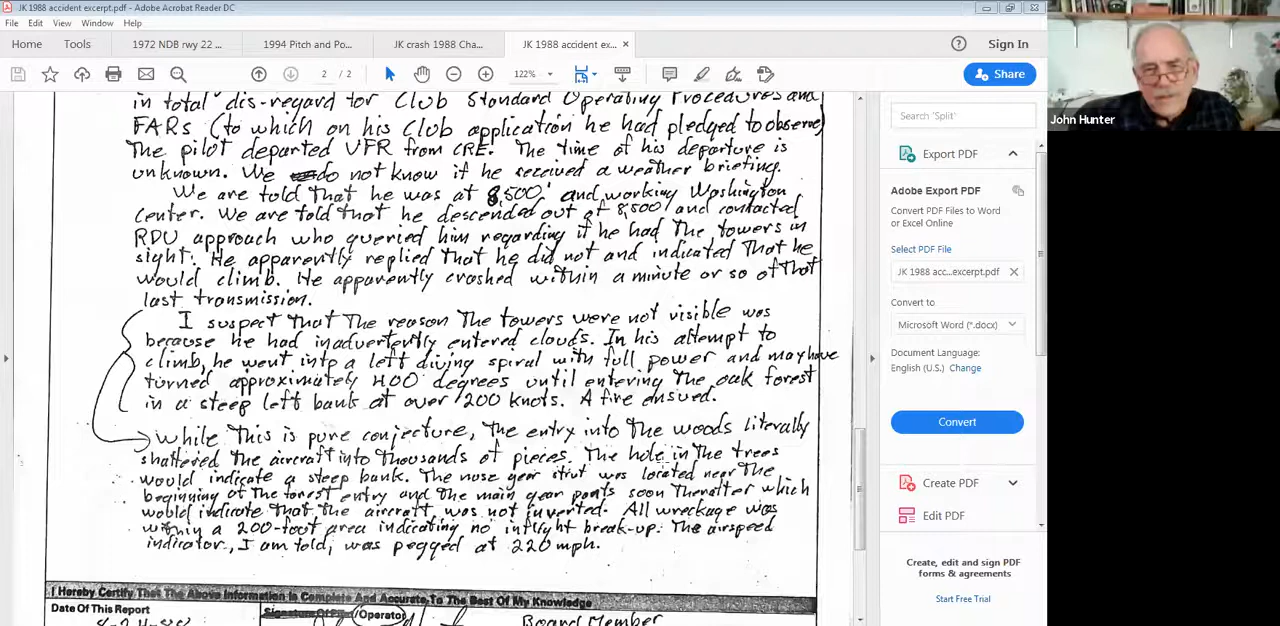 JK 1988 accident excerpt.pdf - Adobe Acrobat Reader DC
File Edit View Window Help
Home Tools 1972 NDB rwy 22 ... 1994 Pitch and Po... JK crash 1988 Cha... JK 1988 accident ex... × Sign In
2 / 2 122% Share
in total dis-regard for Club Standard Operating Procedures and
FARs (to which on his Club application he had pledged to observe)
The pilot departed VFR from CRE. The time of his departure is
unknown. We do not know if he received a weather briefing.
We are told that he was at 8,500' and working Washington
center. We are told that he descended out of 8,500' and contacted
RDU approach who queried him regarding if he had the towers in
sight. He apparently replied that he did not and indicated that he
would climb. He apparently crashed within a minute or so of that
last transmission.
I suspect that the reason the towers were not visible was
because he had inadvertently entered clouds. In his attempt to
climb, he went into a left diving spiral with full power and may have
turned approximately 400 degrees until entering the oak forest
in a steep left bank at over 200 knots. A fire ensued.
While this is pure conjecture, the entry into the woods literally
shattered the aircraft into thousands of pieces. The hole in the trees
would indicate a steep bank. The nose gear strut was located near the
beginning of the forest entry and the main gear parts soon thereafter which
would indicate that the aircraft was not inverted. All wreckage was
within a 200-foot area indicating no inflight break-up. The airspeed
indicator, I am told, was pegged at 220 mph.
I Hereby Certify That The Above Information Is Complete And Accurate To The Best Of My Knowledge
Date Of This Report Signature Of Pilot/Operator
Board Member
Search 'Split'
Export PDF
Adobe Export PDF
Convert PDF Files to Word
or Excel Online
Select PDF File
JK 1988 acc...excerpt.pdf ×
Convert to
Microsoft Word (*.docx)
Document Language:
English (U.S.) Change
Convert
Create PDF
Edit PDF
Create, edit and sign PDF
forms & agreements
Start Free Trial
John Hunter